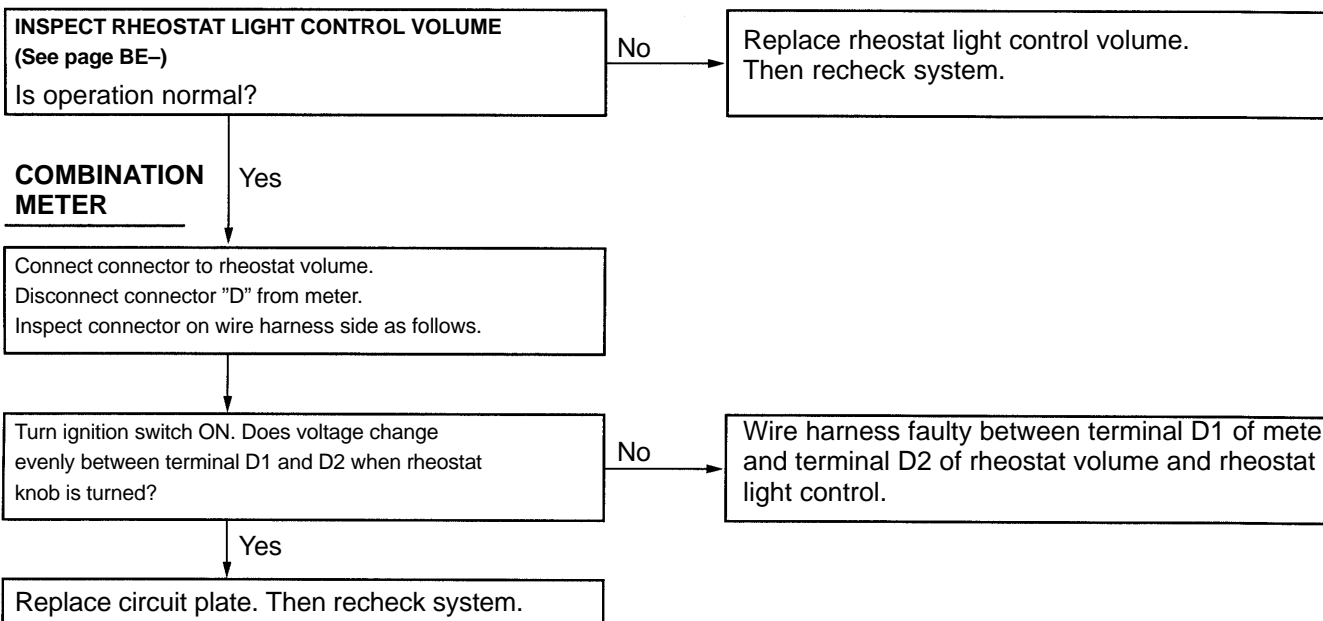 INSPECT RHEOSTAT LIGHT CONTROL VOLUME
(See page BE–)
Is operation normal?
No
Replace rheostat light control volume.
Then recheck system.
COMBINATION
METER
Yes
Connect connector to rheostat volume.
Disconnect connector ”D” from meter.
Inspect connector on wire harness side as follows.
Turn ignition switch ON. Does voltage change
evenly between terminal D1 and D2 when rheostat
knob is turned?
No
Wire harness faulty between terminal D1 of mete
and terminal D2 of rheostat volume and rheostat
light control.
Yes
Replace circuit plate. Then recheck system.